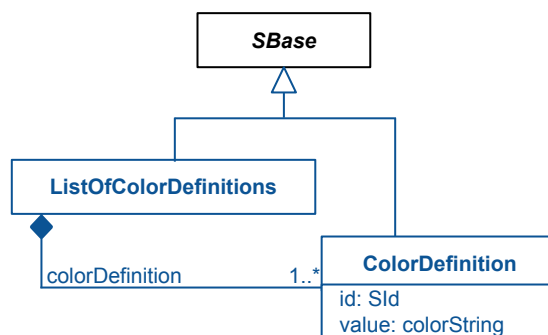 SBase
ListOfColorDefinitions
colorDefinition 1..*
ColorDefinition
id: SId
value: colorString